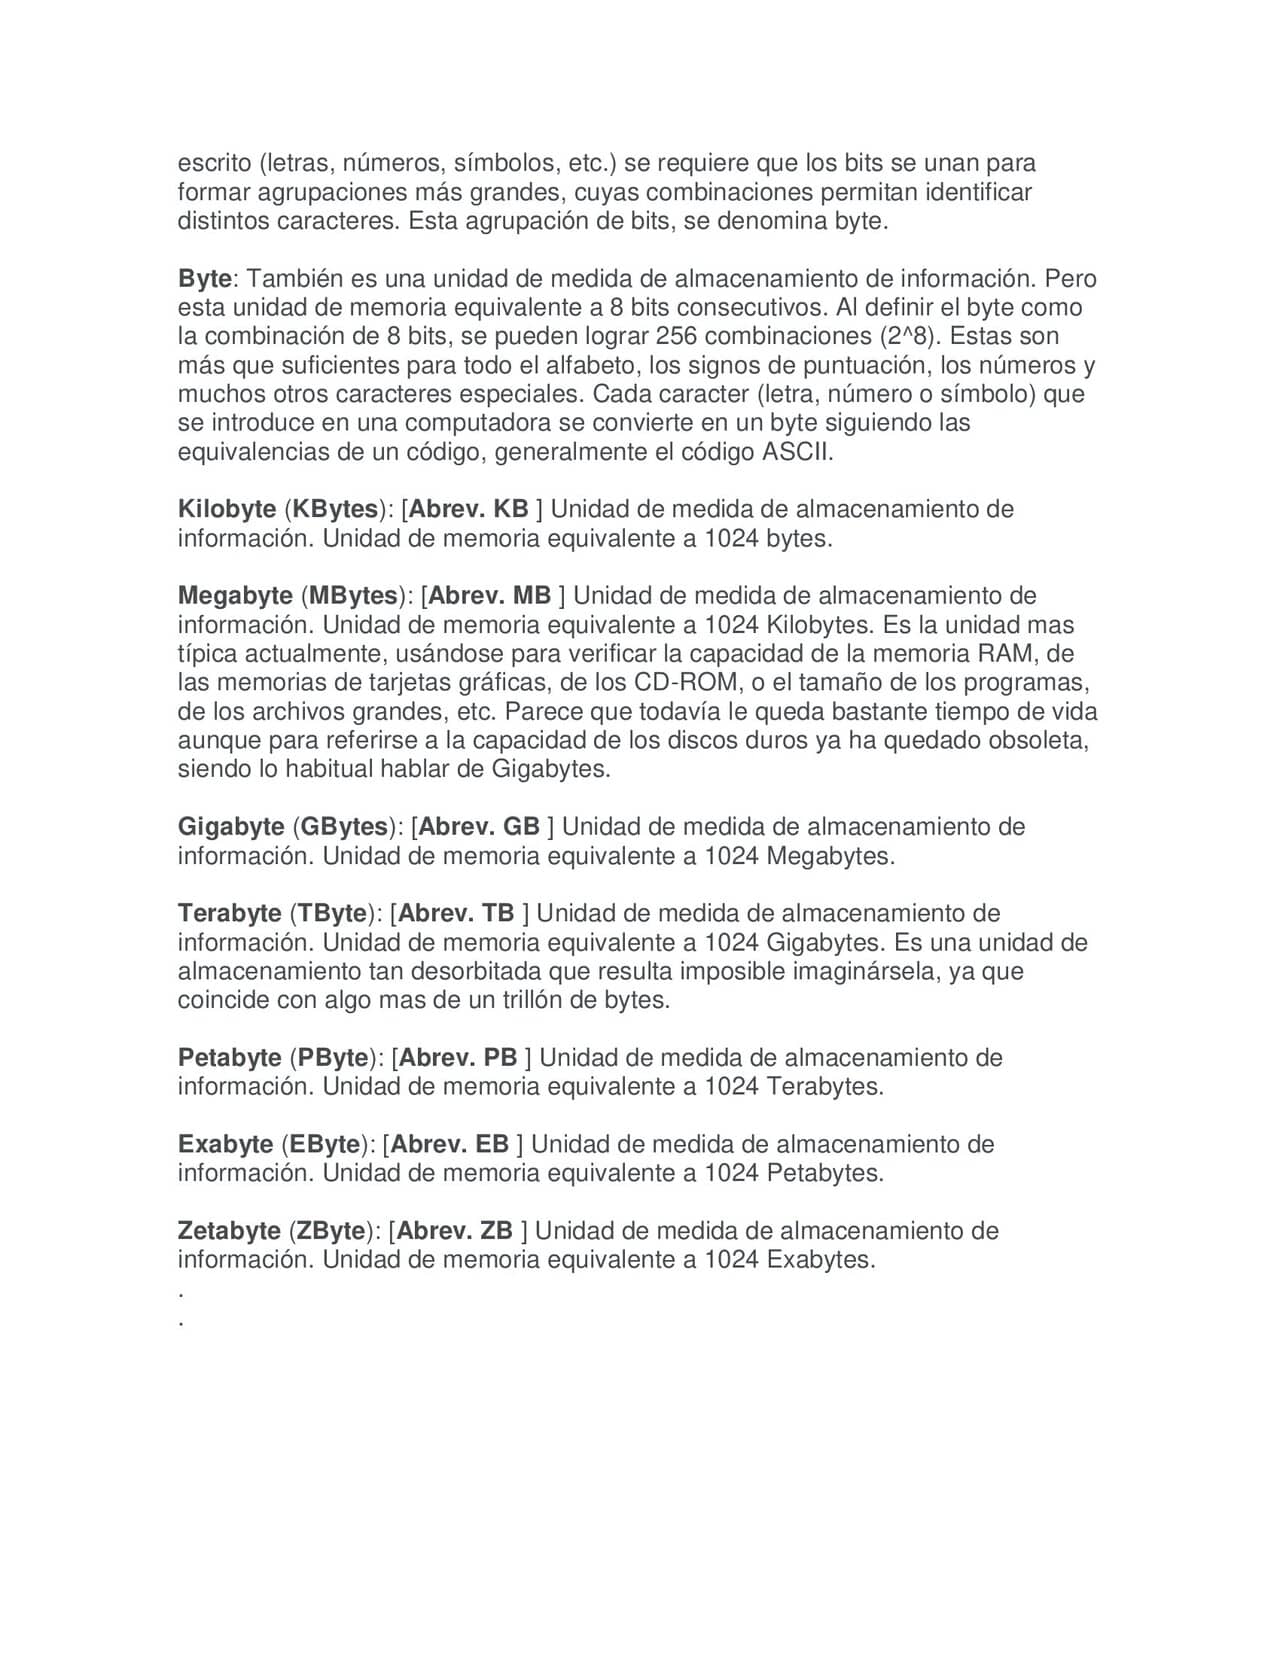 escrito (letras, números, símbolos, etc.) se requiere que los bits se unan para
formar agrupaciones más grandes, cuyas combinaciones permitan identificar
distintos caracteres. Esta agrupación de bits, se denomina byte.
Byte: También es una unidad de medida de almacenamiento de información. Pero
esta unidad de memoria equivalente a 8 bits consecutivos. Al definir el byte como
la combinación de 8 bits, se pueden lograr 256 combinaciones (2^8). Estas son
más que suficientes para todo el alfabeto, los signos de puntuación, los números y
muchos otros caracteres especiales. Cada caracter (letra, número o símbolo) que
se introduce en una computadora se convierte en un byte siguiendo las
equivalencias de un código, generalmente el código ASCII.
Kilobyte (KBytes): [Abrev. KB ] Unidad de medida de almacenamiento de
información. Unidad de memoria equivalente a 1024 bytes.
Megabyte (MBytes): [Abrev. MB ] Unidad de medida de almacenamiento de
información. Unidad de memoria equivalente a 1024 Kilobytes. Es la unidad mas
típica actualmente, usándose para verificar la capacidad de la memoria RAM, de
las memorias de tarjetas gráficas, de los CD-ROM, o el tamaño de los programas,
de los archivos grandes, etc. Parece que todavía le queda bastante tiempo de vida
aunque para referirse a la capacidad de los discos duros ya ha quedado obsoleta,
siendo lo habitual hablar de Gigabytes.
Gigabyte (GBytes): [Abrev. GB ] Unidad de medida de almacenamiento de
información. Unidad de memoria equivalente a 1024 Megabytes.
Terabyte (TByte): [Abrev. TB ] Unidad de medida de almacenamiento de
información. Unidad de memoria equivalente a 1024 Gigabytes. Es una unidad de
almacenamiento tan desorbitada que resulta imposible imaginársela, ya que
coincide con algo mas de un trillón de bytes.
Petabyte (PByte): [Abrev. PB ] Unidad de medida de almacenamiento de
información. Unidad de memoria equivalente a 1024 Terabytes.
Exabyte (EByte): [Abrev. EB ] Unidad de medida de almacenamiento de
información. Unidad de memoria equivalente a 1024 Petabytes.
Zetabyte (ZByte): [Abrev. ZB ] Unidad de medida de almacenamiento de
información. Unidad de memoria equivalente a 1024 Exabytes.
.
.